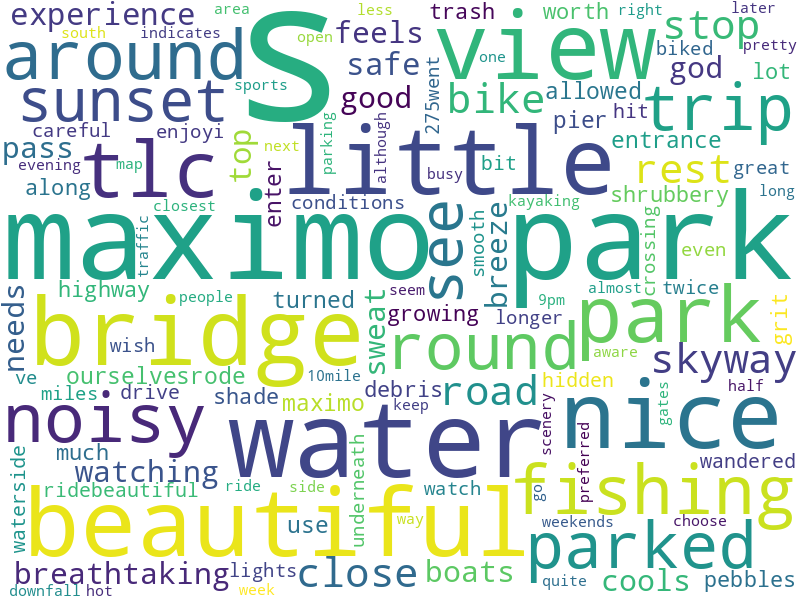 experience
area
S
view
trash
worth
right
later
south
indicates
open
feels
less
stop
one
biked
pretty
around
sports
safe
god
lot
sunset
good
275went
bike
allowed
hit
trip
careful
enjoyi
top
parking
although
pier
entrance
pass
tlc
next
little
busy
bit
rest
great
evening
map
along
enter
conditions
kayaking
shrubbery
long
closest
maximo
traffic
see
smooth
breeze
park
crossing
even
needs
highway
people
turned
sweat
seem
growing
longer
9pm
almost
twice
grit
bridge
wish
round
park
aware
ve
ourselvesrode
10mile
skyway
miles
drive
shade
maximo
debris
keep
road
hidden
half
noisy
water
scenery
preferred
nice
gates
much
watching
wandered
waterside
ridebeautiful
ride
side
underneath
watch
go
fishing
beautiful
use
way
weekends
choose
parked
breathtaking
lights
close
boats
quite
cools
pebbles
downfall
hot
week